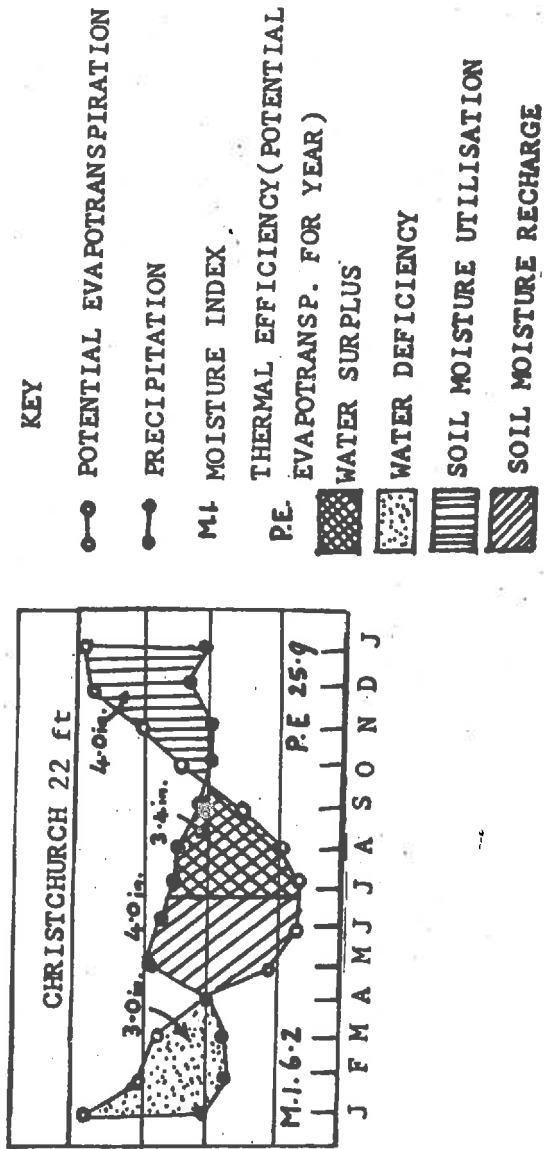 CHRISTCHURCH 22 ft
3·0in.
4·0in.
3·4in.
4·0in.
M.I. 6·2
P.E 25·9
J F M A M J J A S O N D J
KEY
POTENTIAL EVAPOTRANSPIRATION
PRECIPITATION
M.I. MOISTURE INDEX
P.E. THERMAL EFFICIENCY(POTENTIAL
EVAPOTRANSP. FOR YEAR)
WATER SURPLUS
WATER DEFICIENCY
SOIL MOISTURE UTILISATION
SOIL MOISTURE RECHARGE